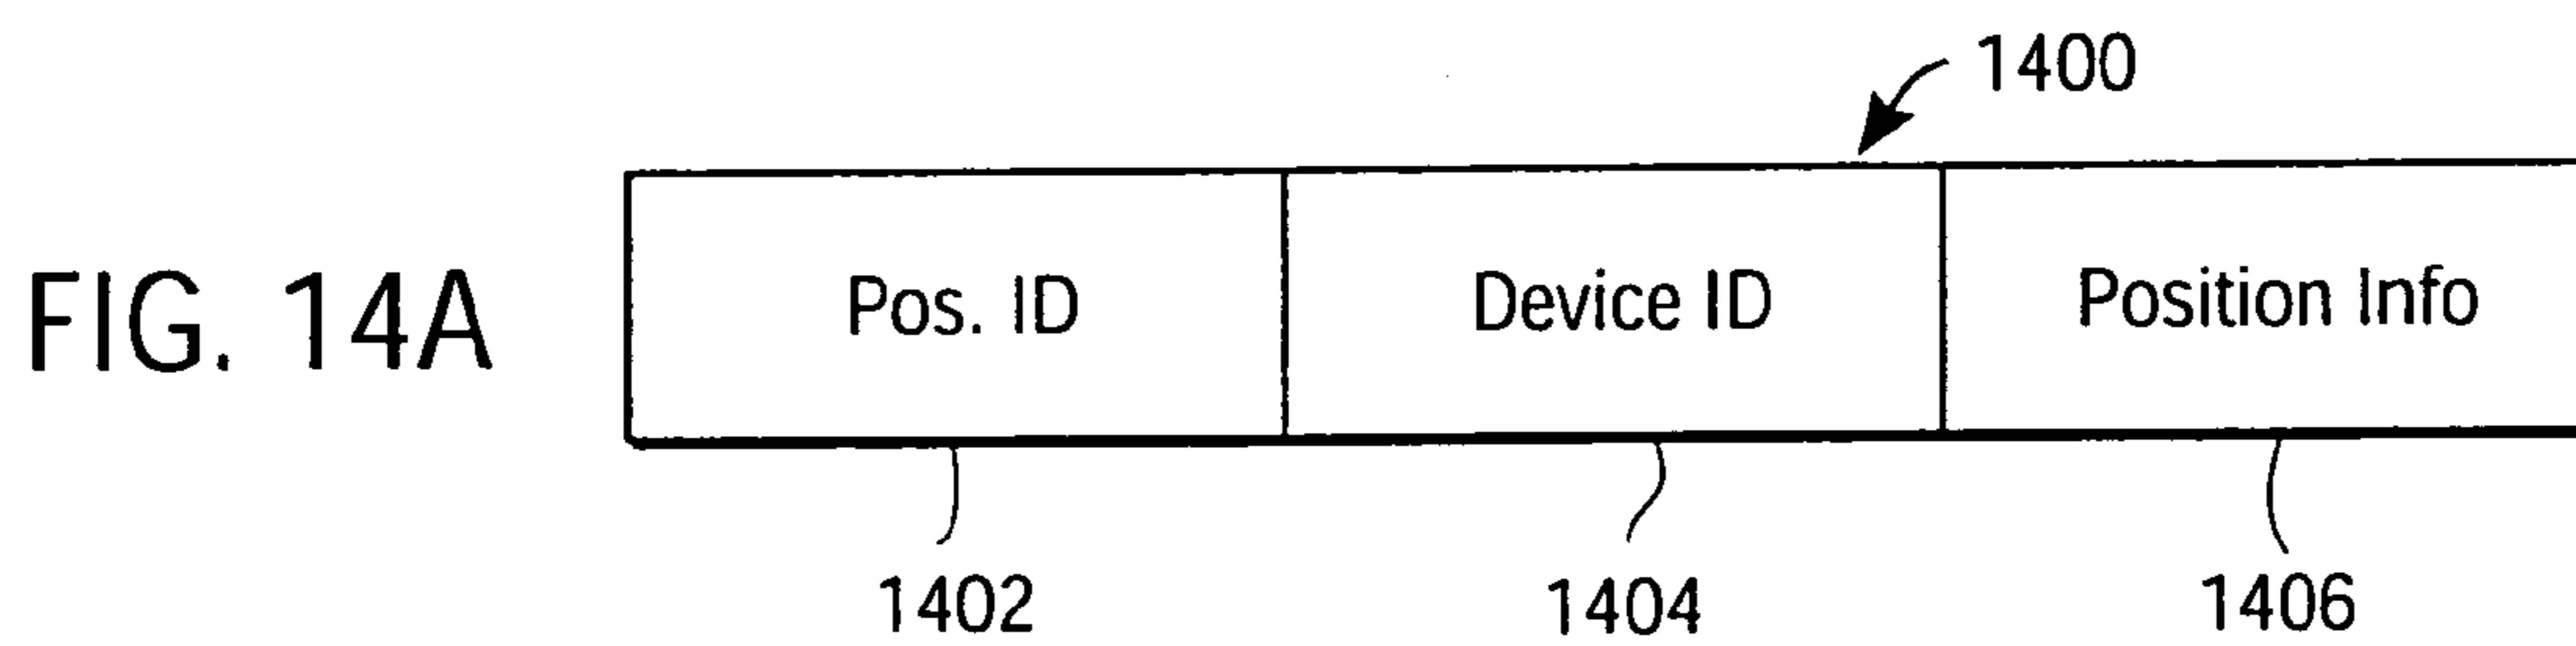 1400
FIG. 14A
Pos. ID
Device ID
Position Info
1402
1404
1406